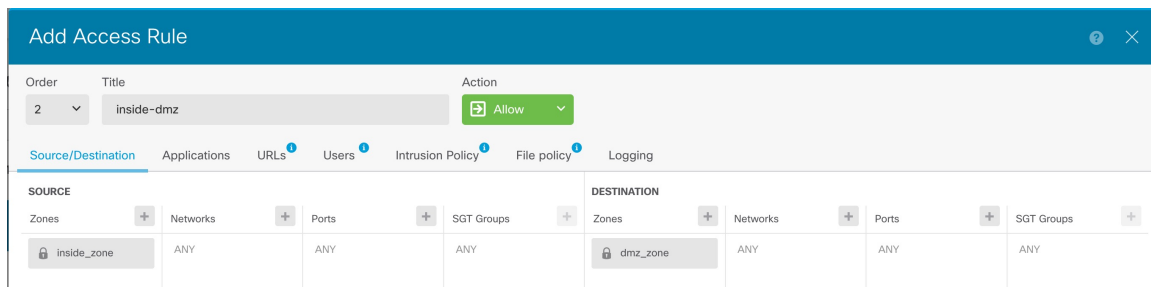 Add Access Rule
Order Title Action
2 inside-dmz Allow
Source/Destination Applications URLs Users Intrusion Policy File policy Logging
SOURCE DESTINATION
Zones Networks Ports SGT Groups Zones Networks Ports SGT Groups
inside_zone ANY ANY ANY dmz_zone ANY ANY ANY